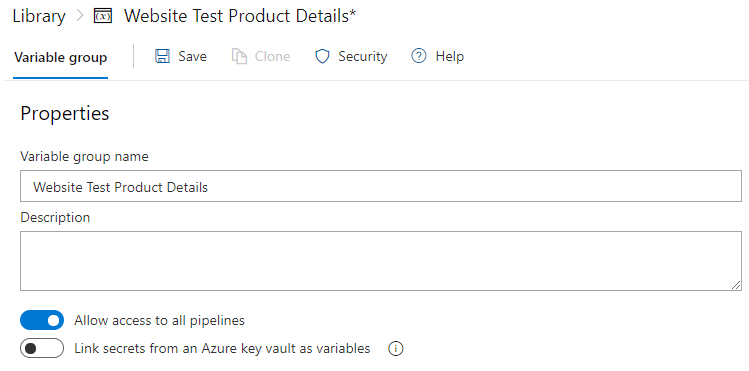 Library > (x) Website Test Product Details*
Variable group Save Clone Security ? Help
Properties
Variable group name
Website Test Product Details
Description
Allow access to all pipelines
Link secrets from an Azure key vault as variables i